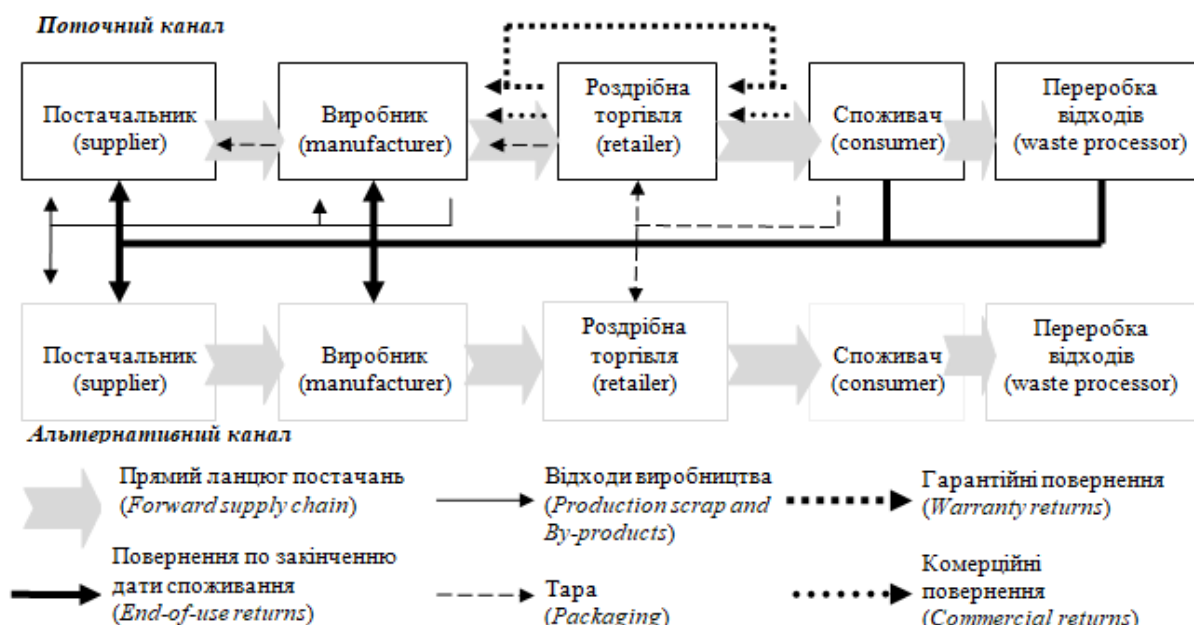 Поточний канал
Постачальник
(supplier)
Виробник
(manufacturer)
Роздрібна
торгівля
(retailer)
Споживач
(consumer)
Переробка
відходів
(waste processor)
Постачальник
(supplier)
Виробник
(manufacturer)
Роздрібна
торгівля
(retailer)
Споживач
(consumer)
Переробка
відходів
(waste processor)
Альтернативний канал
Прямий ланцюг постачань
(Forward supply chain)
Відходи виробництва
(Production scrap and
By-products)
Гарантійні повернення
(Warranty returns)
Повернення по закінченню
дати споживання
(End-of-use returns)
Тара
(Packaging)
Комерційні
повернення
(Commercial returns)